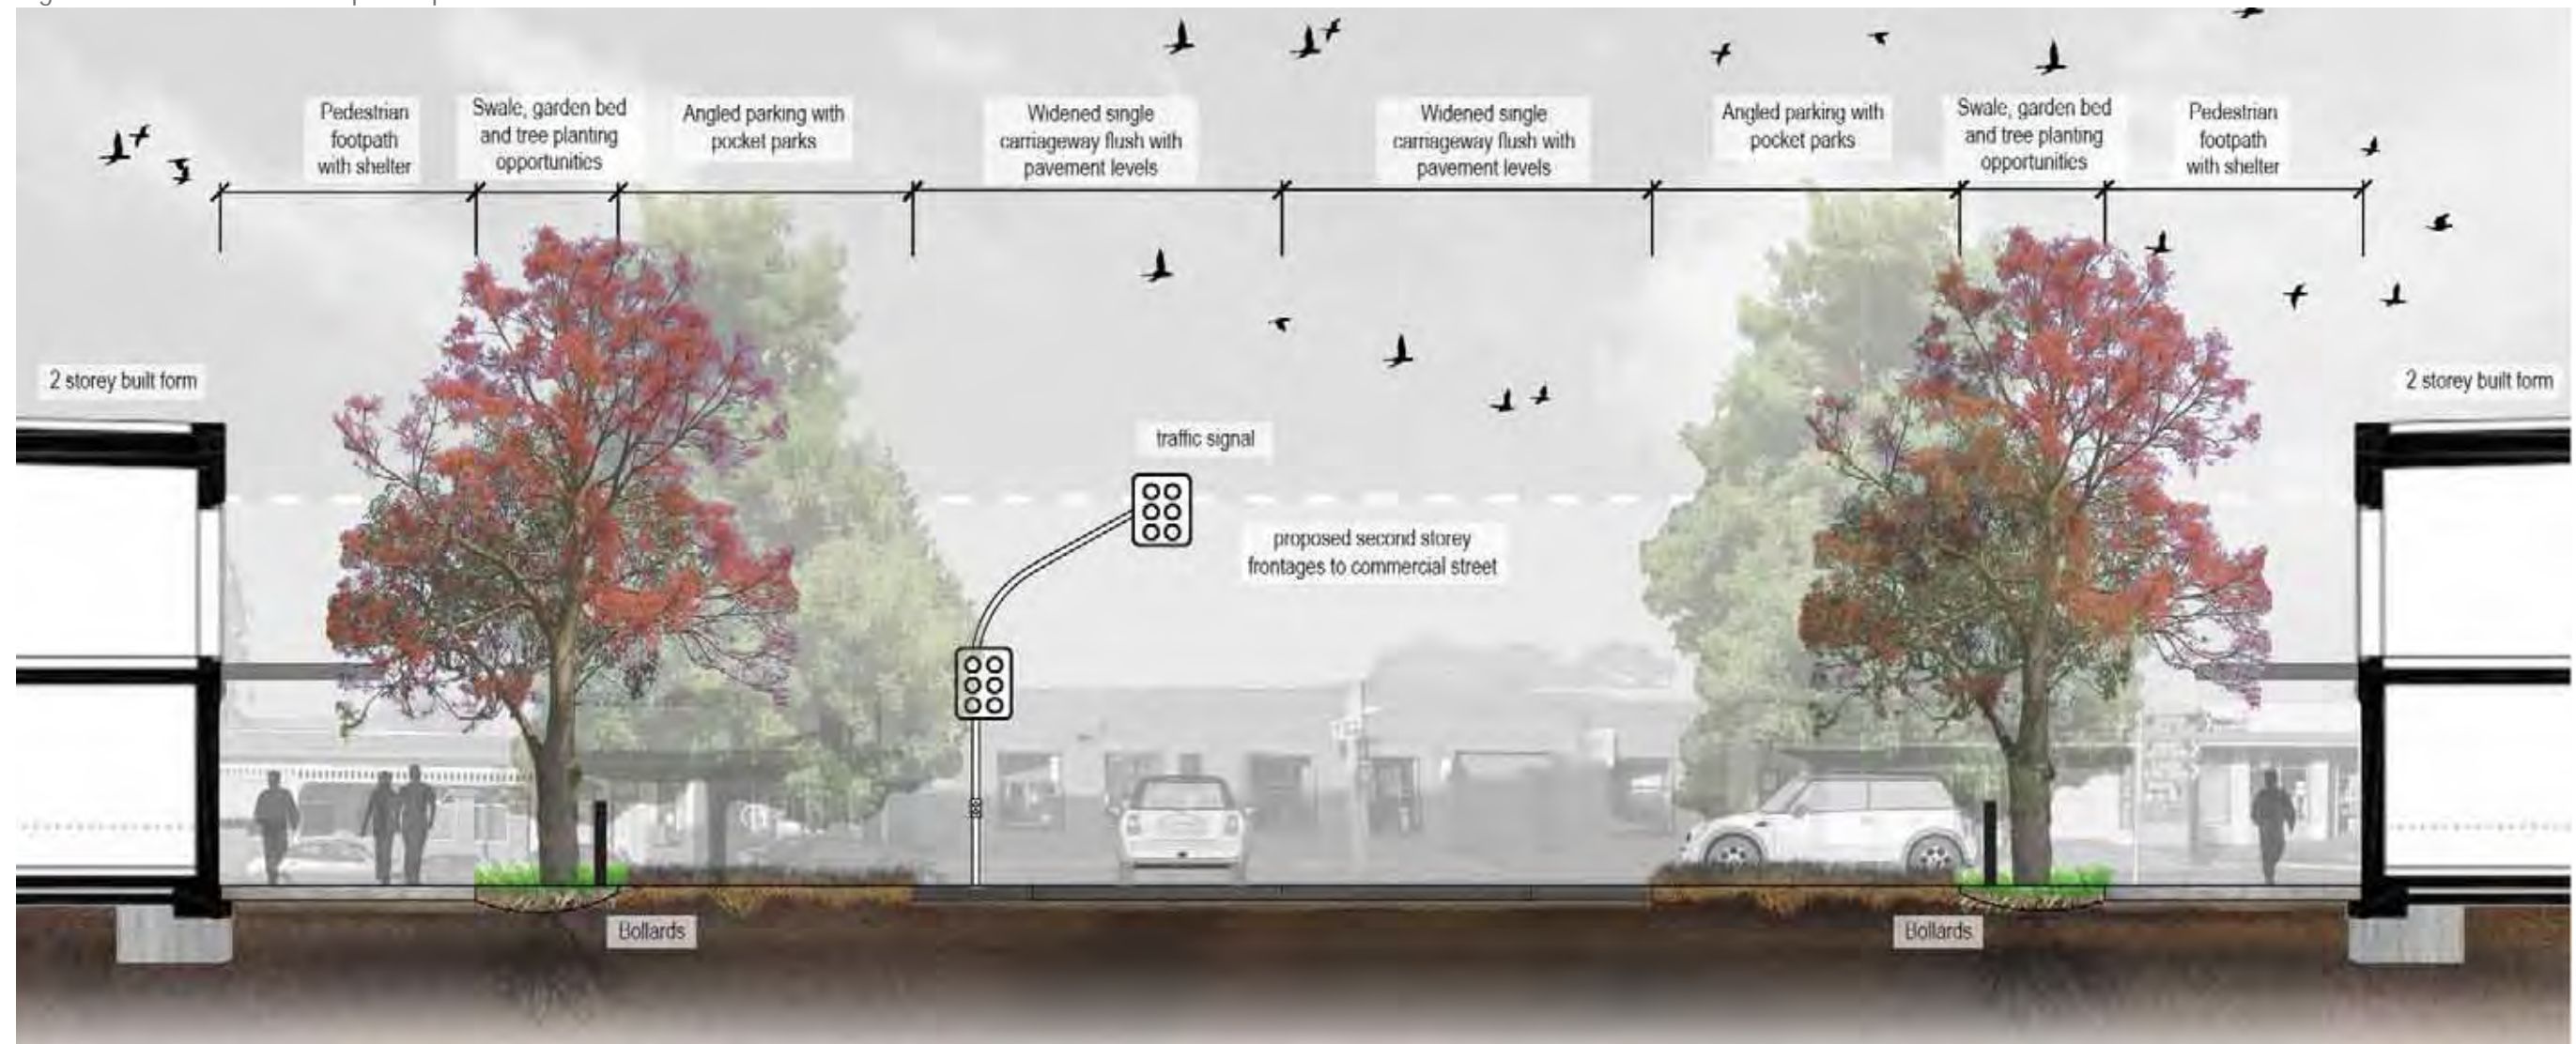 Pedestrian
footpath
with shelter
Swale, garden bed
and tree planting
opportunities
Angled parking with
pocket parks
Widened single
carriageway flush with
pavement levels
Widened single
carriageway flush with
pavement levels
Angled parking with
pocket parks
Swale, garden bed
and tree planting
opportunities
Pedestrian
footpath
with shelter
2 storey built form
2 storey built form
traffic signal
proposed second storey
frontages to commercial street
Bollards
Bollards